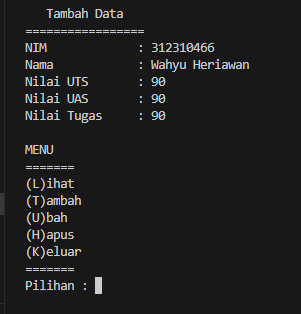 Tambah Data
=================
NIM : 312310466
Nama : Wahyu Heriawan
Nilai UTS : 90
Nilai UAS : 90
Nilai Tugas : 90
MENU
=======
(L)ihat
(T)ambah
(U)bah
(H)apus
(K)eluar
=======
Pilihan :